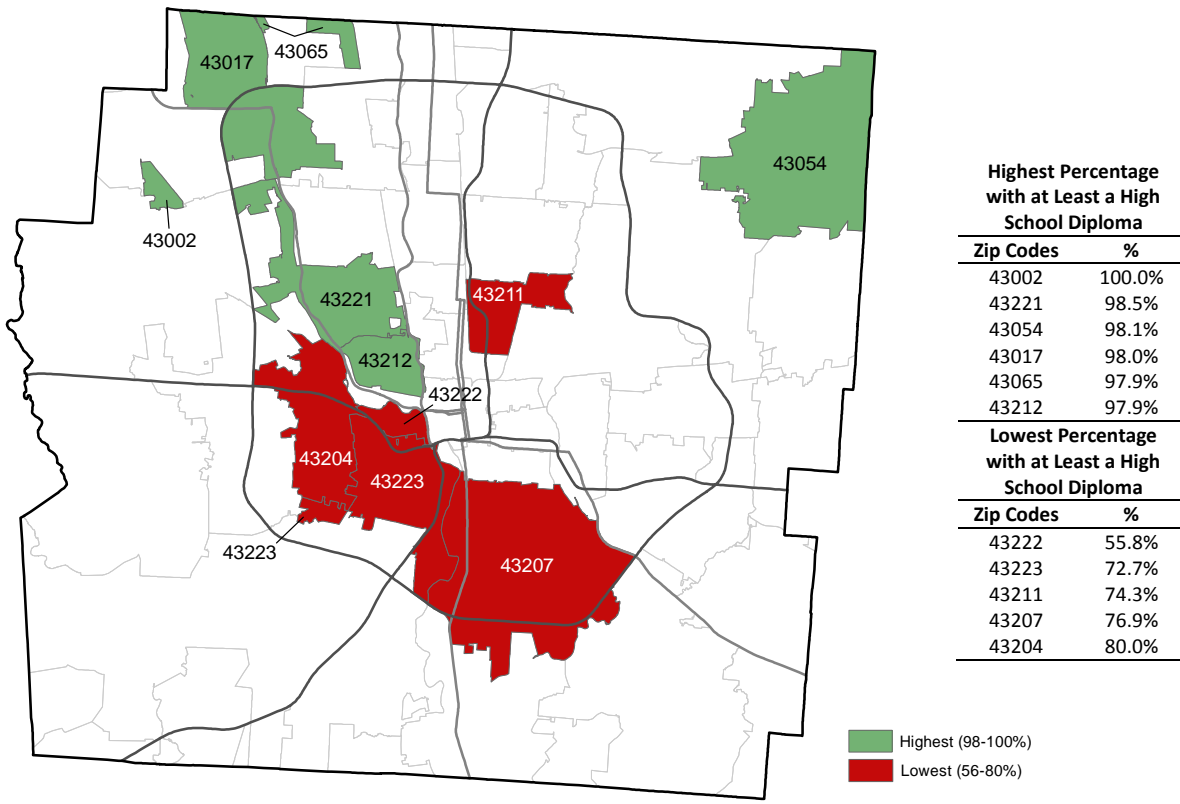 43065
43017
43054
43002
43221
43211
43212
43222
43204
43223
43223
43207
Highest Percentage
with at Least a High
School Diploma
Zip Codes %
43002 100.0%
43221 98.5%
43054 98.1%
43017 98.0%
43065 97.9%
43212 97.9%
Lowest Percentage
with at Least a High
School Diploma
Zip Codes %
43222 55.8%
43223 72.7%
43211 74.3%
43207 76.9%
43204 80.0%
Highest (98-100%)
Lowest (56-80%)